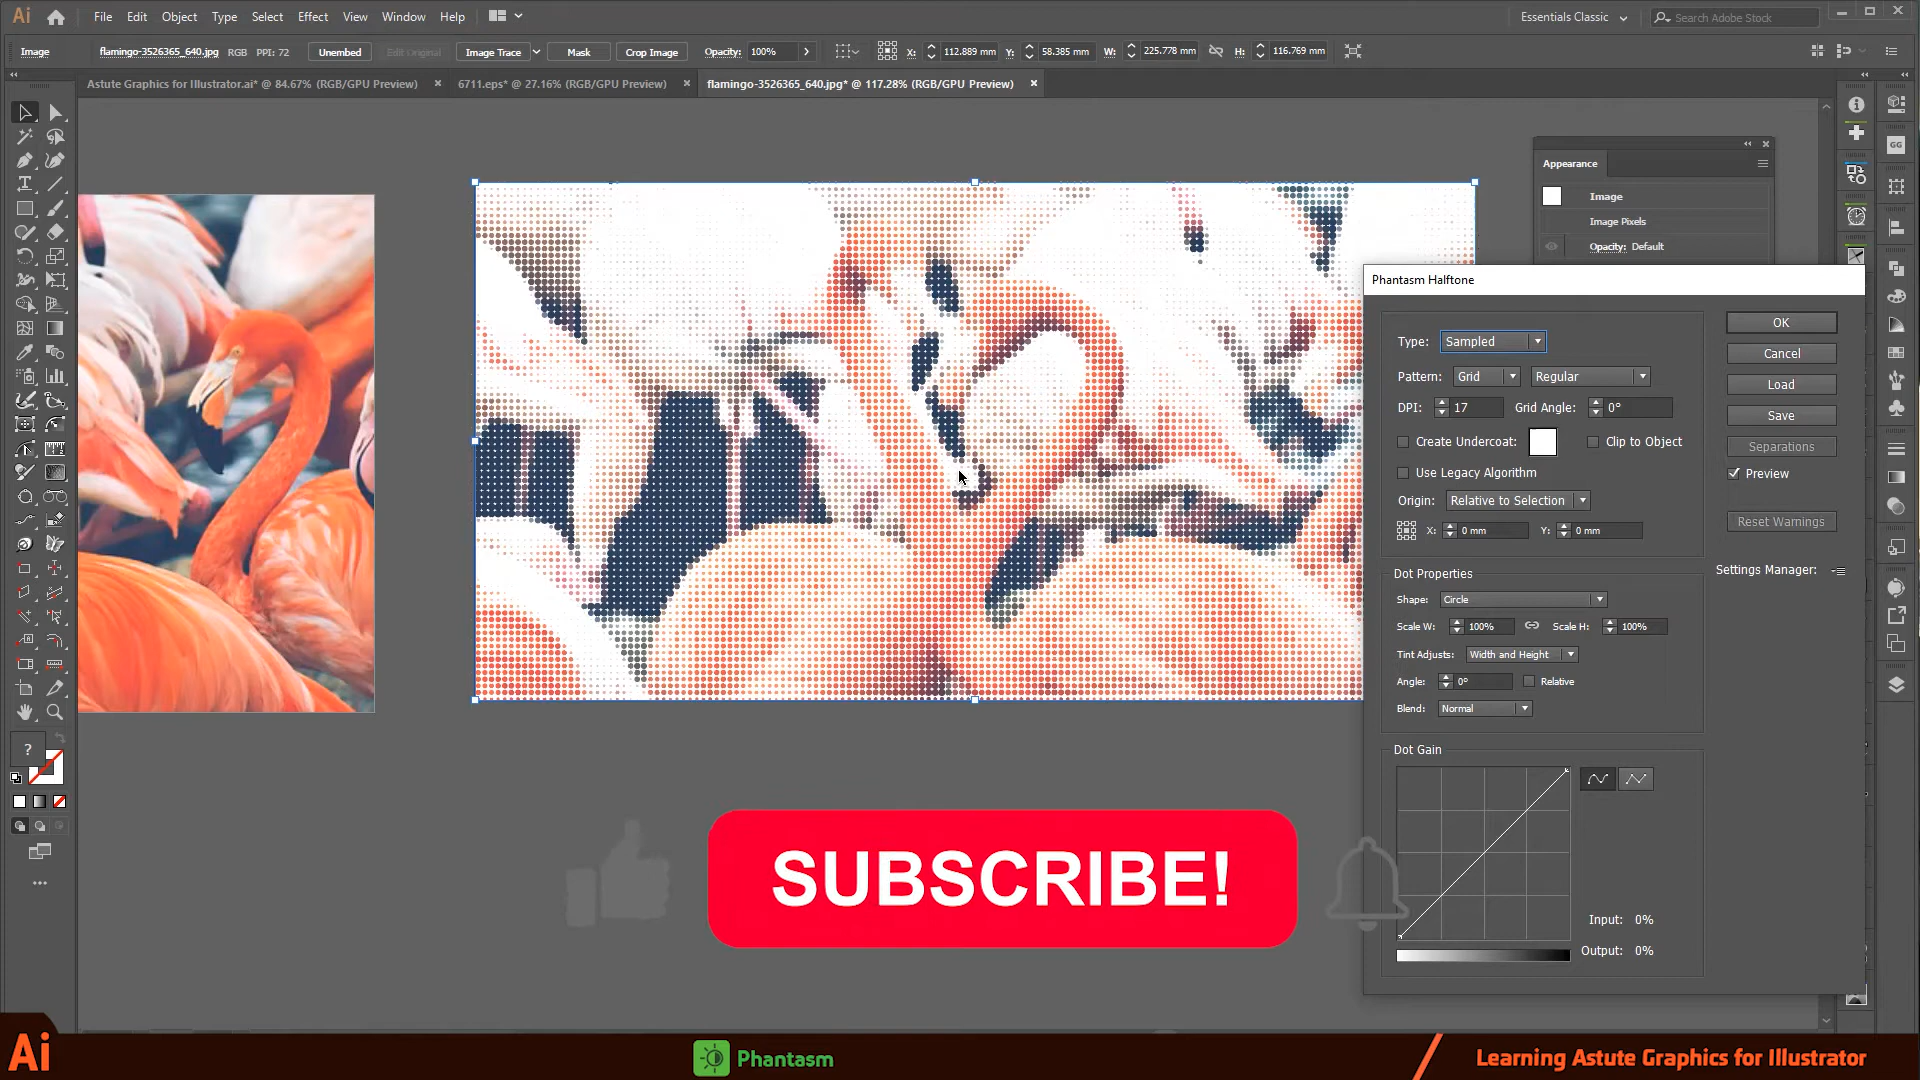 Ai File Edit Object Type Select Effect View Window Help Essentials Classic Search Adobe Stock
Image flamingo-3526365_640.jpg RGB PPI: 72 Unembed Edit Original Image Trace Mask Crop Image Opacity: 100% X: 112.889 mm Y: 58.385 mm W: 225.778 mm H: 116.769 mm
Astute Graphics for Illustrator.ai* @ 84.67% (RGB/GPU Preview) 6711.eps* @ 27.16% (RGB/GPU Preview) flamingo-3526365_640.jpg* @ 117.28% (RGB/GPU Preview)
Appearance
Image
Image Pixels
Opacity: Default
Phantasm Halftone
Type: Sampled
OK
Cancel
Pattern: Grid Regular
Load
DPI: 17 Grid Angle: 0°
Save
Create Undercoat: Clip to Object
Separations
Use Legacy Algorithm
Preview
Origin: Relative to Selection
Reset Warnings
X: 0 mm Y: 0 mm
Settings Manager:
Dot Properties
Shape: Circle
Scale W: 100% Scale H: 100%
Tint Adjusts: Width and Height
Angle: 0° Relative
Blend: Normal
Dot Gain
Input: 0%
Output: 0%
GG
?
SUBSCRIBE!
Ai Phantasm Learning Astute Graphics for Illustrator